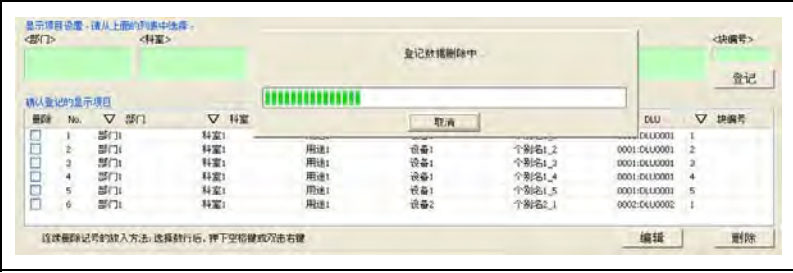 显示项目设置 - 请从上面的列表中选择 -
<部门> <科室> <块编号>
登记数据删除中
登记
取消
确认登记的显示项目
删除 No. ▽ 部门 ▽ 科室 DLU ▽ 块编号
1 部门1 科室1 用途1 设备1 0001:DLU0001 1
2 部门1 科室1 用途1 设备1 个别名1_2 0001:DLU0001 2
3 部门1 科室1 用途1 设备1 个别名1_3 0001:DLU0001 3
4 部门1 科室1 用途1 设备1 个别名1_4 0001:DLU0001 4
5 部门1 科室1 用途1 设备1 个别名1_5 0001:DLU0001 5
6 部门1 科室1 用途1 设备2 个别名2_1 0002:DLU0002 1
连续删除记号的放入方法: 选择数行后, 押下空格键或双击右键
编辑 删除